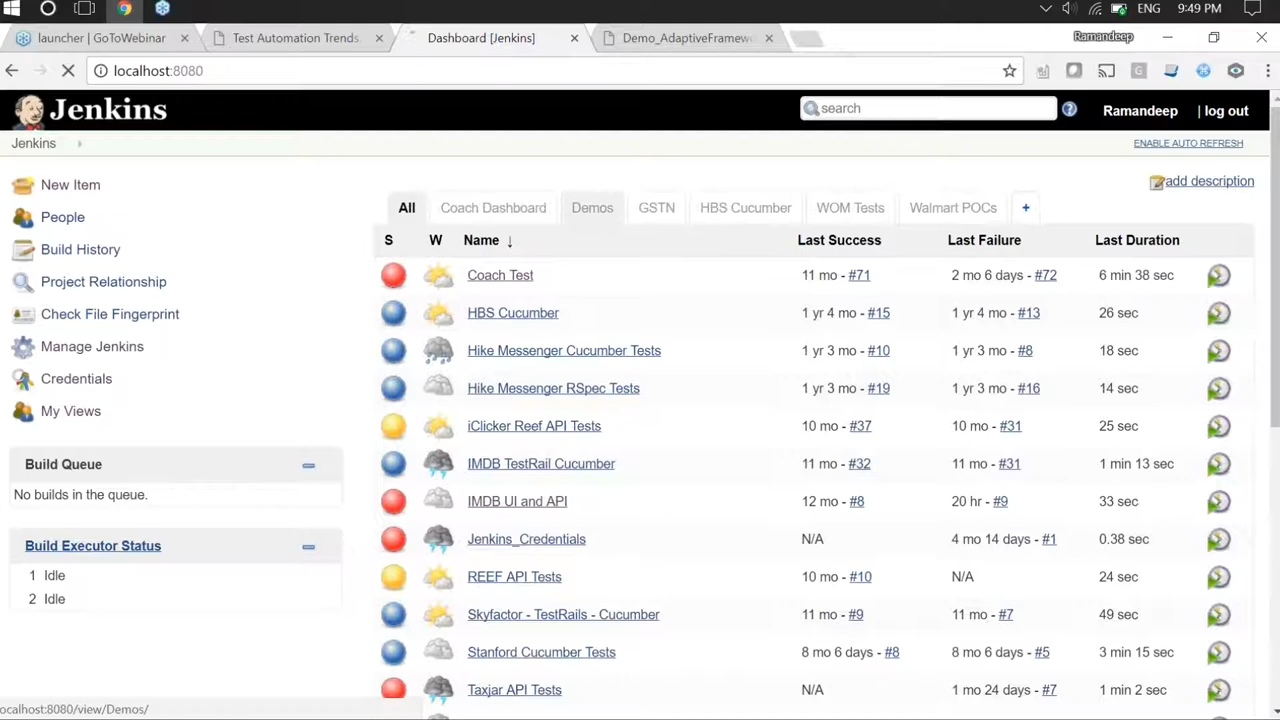 ENG 9:49 PM
launcher | GoToWebinar
Test Automation Trends
Dashboard [Jenkins]
Demo_AdaptiveFramew
Ramandeep
localhost:8080
Jenkins
search
Ramandeep | log out
Jenkins
ENABLE AUTO REFRESH
New Item
People
Build History
Project Relationship
Check File Fingerprint
Manage Jenkins
Credentials
My Views
Build Queue
No builds in the queue.
Build Executor Status
1 Idle
2 Idle
add description
All Coach Dashboard Demos GSTN HBS Cucumber WOM Tests Walmart POCs +
S W Name ↓ Last Success Last Failure Last Duration
Coach Test 11 mo - #71 2 mo 6 days - #72 6 min 38 sec
HBS Cucumber 1 yr 4 mo - #15 1 yr 4 mo - #13 26 sec
Hike Messenger Cucumber Tests 1 yr 3 mo - #10 1 yr 3 mo - #8 18 sec
Hike Messenger RSpec Tests 1 yr 3 mo - #19 1 yr 3 mo - #16 14 sec
iClicker Reef API Tests 10 mo - #37 10 mo - #31 25 sec
IMDB TestRail Cucumber 11 mo - #32 11 mo - #31 1 min 13 sec
IMDB UI and API 12 mo - #8 20 hr - #9 33 sec
Jenkins_Credentials N/A 4 mo 14 days - #1 0.38 sec
REEF API Tests 10 mo - #10 N/A 24 sec
Skyfactor - TestRails - Cucumber 11 mo - #9 11 mo - #7 49 sec
Stanford Cucumber Tests 8 mo 6 days - #8 8 mo 6 days - #5 3 min 15 sec
Taxjar API Tests N/A 1 mo 24 days - #7 1 min 2 sec
localhost:8080/view/Demos/